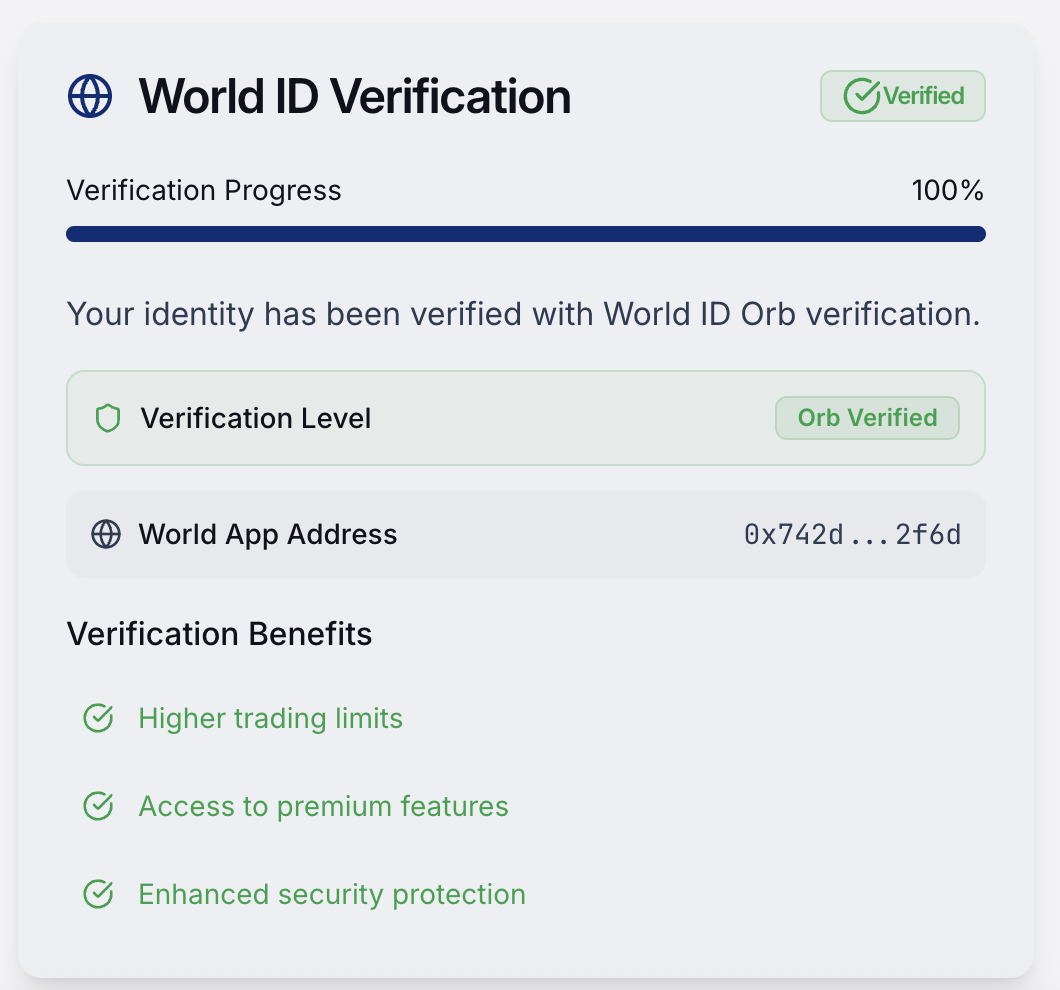 World ID Verification
Verified
Verification Progress
100%
Your identity has been verified with World ID Orb verification.
Verification Level
Orb Verified
World App Address
0x742d...2f6d
Verification Benefits
Higher trading limits
Access to premium features
Enhanced security protection